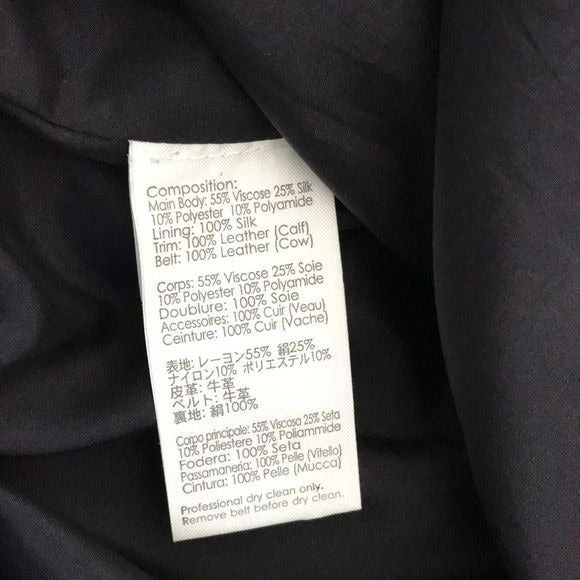 Composition:
Main Body: 55% Viscose 25% Silk
10% Polyester 10% Polyamide
Lining: 100% Silk
Trim: 100% Leather (Calf)
Belt: 100% Leather (Cow)
Corps: 55% Viscose 25% Soie
10% Polyester 10% Polyamide
Doublure: 100% Soie
Accessoires: 100% Cuir (Veau)
Ceinture: 100% Cuir (Vache)
表地: レーヨン55% 絹25%
ナイロン10% ポリエステル10%
皮革: 牛革
ベルト: 牛革
裏地: 絹100%
Corpo principale: 55% Viscosa 25% Seta
10% Poliestere 10% Poliammide
Fodera: 100% Seta
Passamaneria: 100% Pelle (Vitello)
Cintura: 100% Pelle (Mucca)
Professional dry clean only.
Remove belt before dry clean.